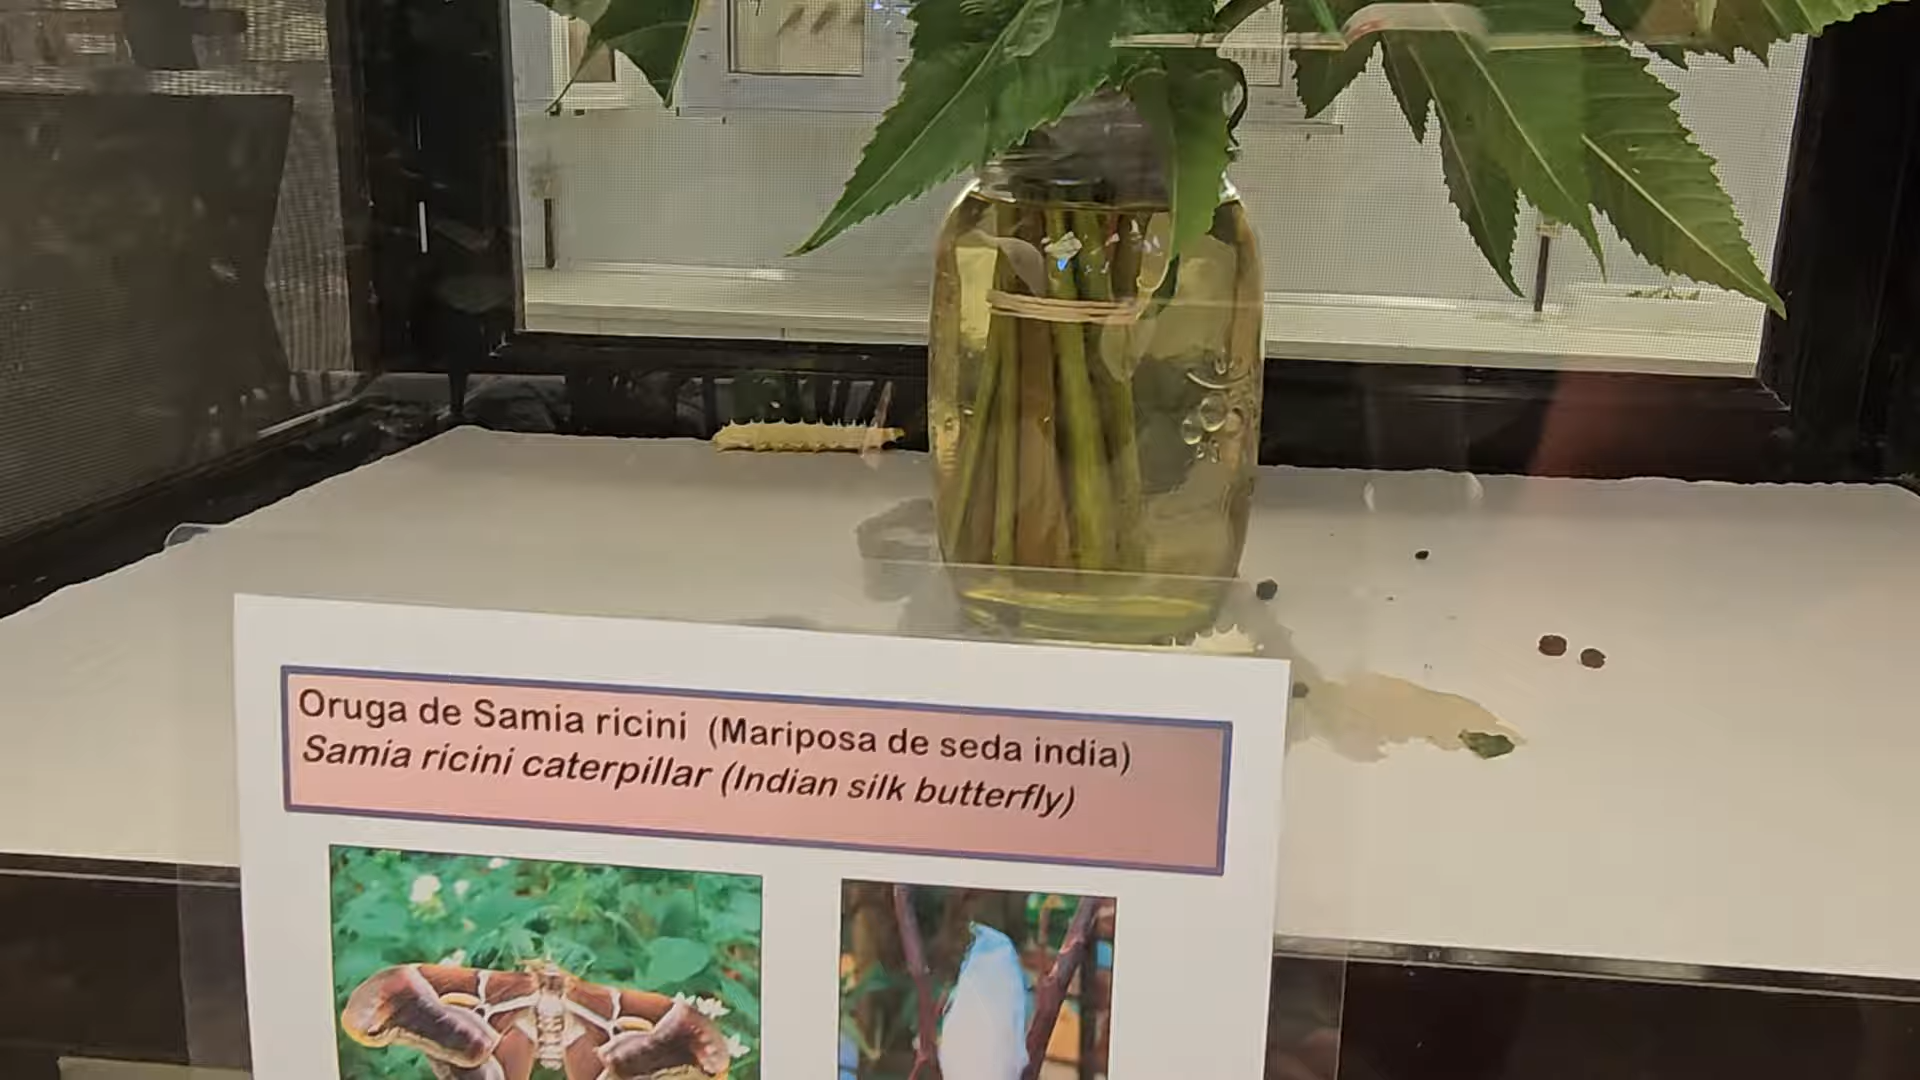 Oruga de Samia ricini (Mariposa de seda india)
Samia ricini caterpillar (Indian silk butterfly)